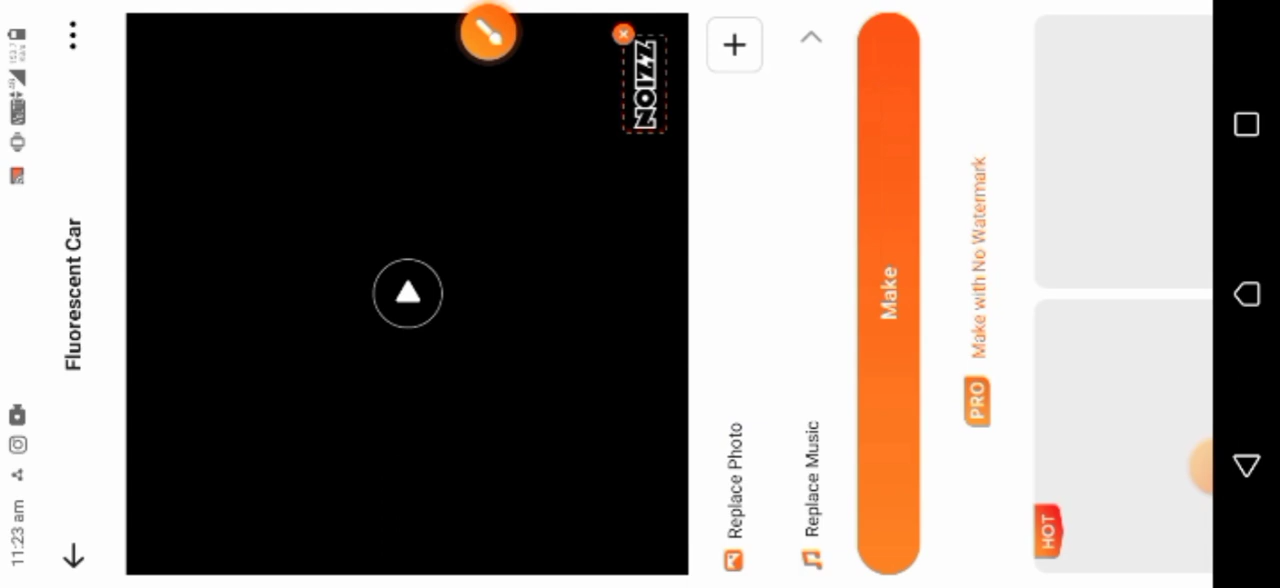 11:23 am
Fluorescent Car
NOIZZ
Replace Photo
Replace Music
Make
PRO Make with No Watermark
HOT